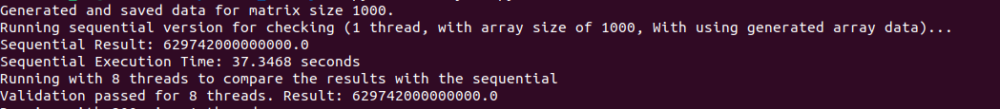 Generated and saved data for matrix size 1000.
Running sequential version for checking (1 thread, with array size of 1000, With using generated array data)...
Sequential Result: 629742000000000.0
Sequential Execution Time: 37.3468 seconds
Running with 8 threads to compare the results with the sequential
Validation passed for 8 threads. Result: 629742000000000.0